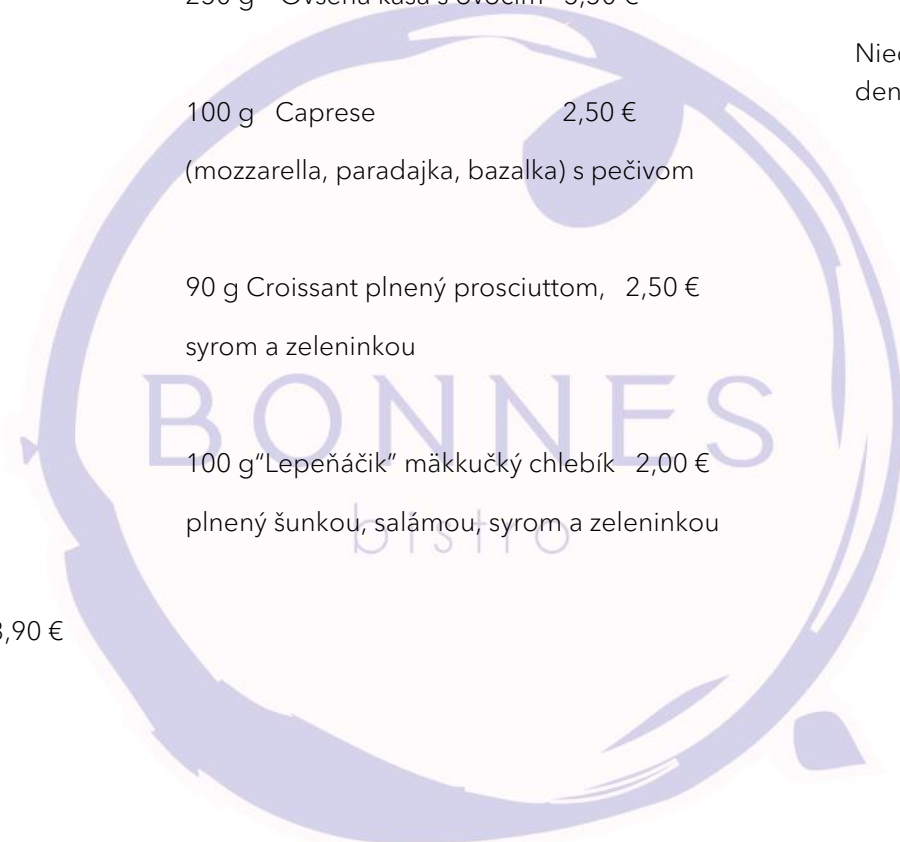 100 g Caprese 2,50 €
(mozzarella, paradajka, bazalka) s pečivom
90 g Croissant plnený prosciuttom, 2,50 €
syrom a zeleninkou
BONNES
100 g“Lepeňáčik” mäkkučký chlebík 2,00 €
plnený šunkou, salámou, syrom a zeleninkou
bistro
,90 €